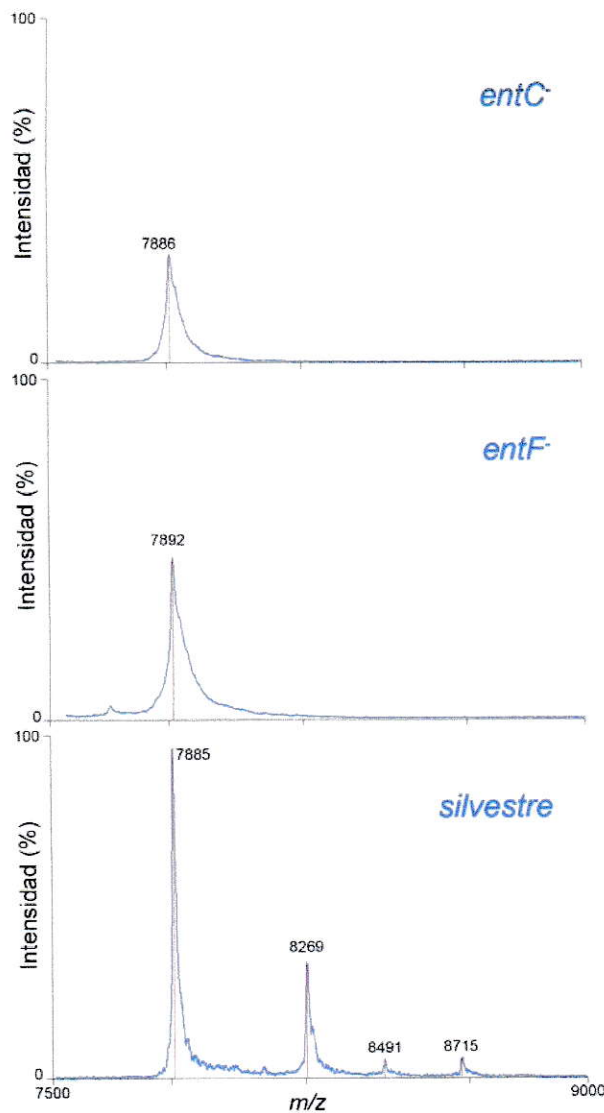 100
entC-
Intensidad (%)
7886
0
100
entF-
Intensidad (%)
7892
0
100
7885
silvestre
Intensidad (%)
8269
8491
8715
0
7500
m/z
9000